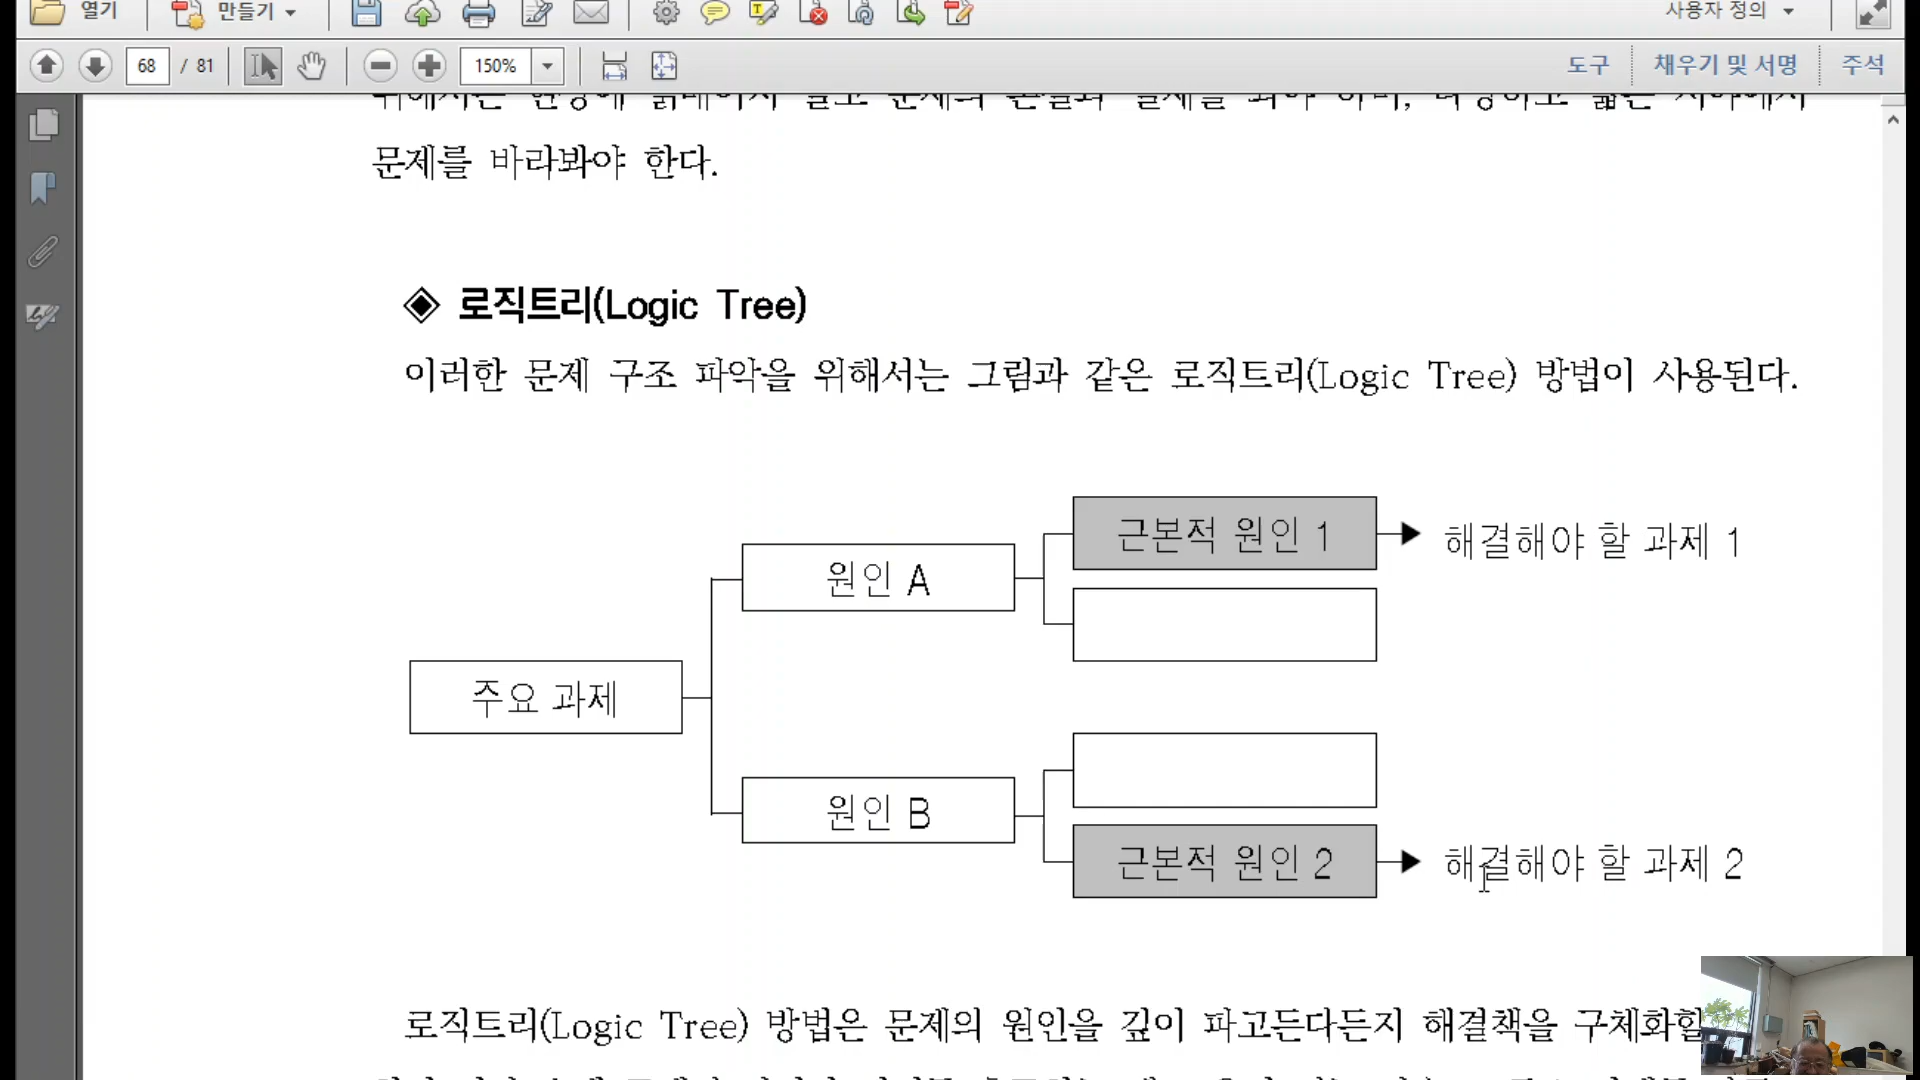 열기
만들기
사용자 정의
68 / 81
150%
도구
채우기 및 서명
주석
문제를 바라봐야 한다.
◈ 로직트리(Logic Tree)
이러한 문제 구조 파악을 위해서는 그림과 같은 로직트리(Logic Tree) 방법이 사용된다.
근본적 원인 1
해결해야 할 과제 1
원인 A
주요 과제
원인 B
근본적 원인 2
해결해야 할 과제 2
로직트리(Logic Tree) 방법은 문제의 원인을 깊이 파고든다든지 해결책을 구체화할